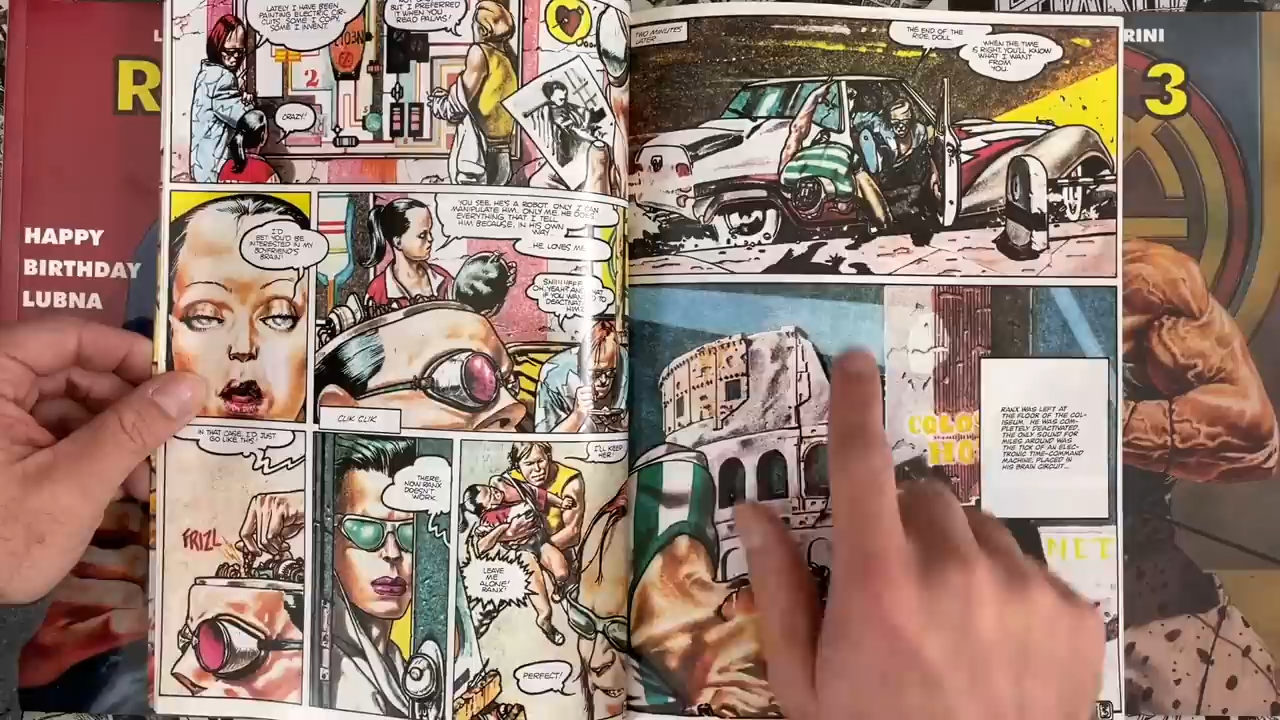 HAPPY
BIRTHDAY
LUBNA
LATELY I HAVE BEEN
PAINTING ELECTRIC CIR-
CUITS. SOME I COPY,
SOME I INVENT.
BUT I PREFERRED
IT WHEN YOU
READ PALMS!
2
CRAZY!
I'D
BET YOU'D BE
INTERESTED IN MY
BOYFRIEND'S
BRAIN!
YOU SEE, HE'S A ROBOT. ONLY I CAN
MANIPULATE HIM. ONLY ME. HE DOES
EVERYTHING THAT I TELL
HIM BECAUSE, IN HIS OWN
WAY...
HE LOVES ME.
CLIK CLIK
IN THAT CASE, I'D JUST
GO LIKE THIS...
FRIZL
THERE,
NOW RANX
DOESN'T
WORK.
I'LL KEEP
HER!
LEAVE
ME
ALONE!
RANX!
PERFECT!
TWO MINUTES
LATER...
THE END OF THE
RIDE, DOLL.
WHEN THE TIME
IS RIGHT, YOU'LL KNOW
WHAT I WANT
FROM
YOU.
RANX WAS LEFT AT
THE FLOOR OF THE COL-
ISEUM. HE WAS COM-
PLETELY DEACTIVATED.
THE ONLY SOUND FOR
MILES AROUND WAS
THE TICK OF AN ELEC-
TRONIC TIME-COMMAND
MACHINE, PLACED IN
HIS BRAIN CIRCUIT...
COLO
NET
RINI
3